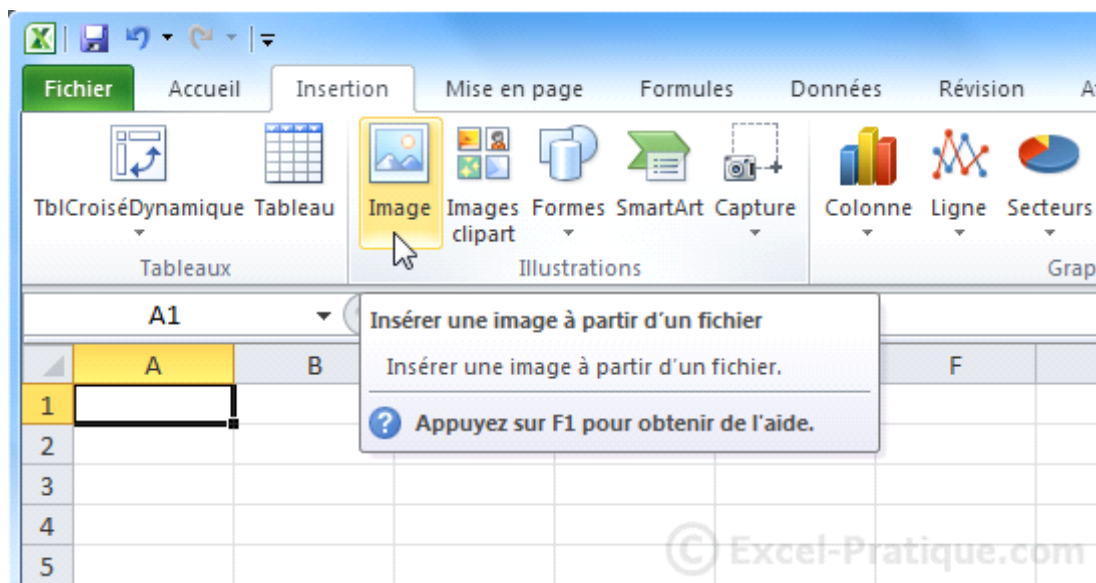 Fichier Accueil Insertion Mise en page Formules Données Révision
TblCroiséDynamique Tableau Image Images clipart Formes SmartArt Capture Colonne Ligne Secteurs
Tableaux Illustrations
A1
Insérer une image à partir d'un fichier
Insérer une image à partir d'un fichier.
Appuyez sur F1 pour obtenir de l'aide.
A B F
1
2
3
4
5
© Excel-Pratique.com